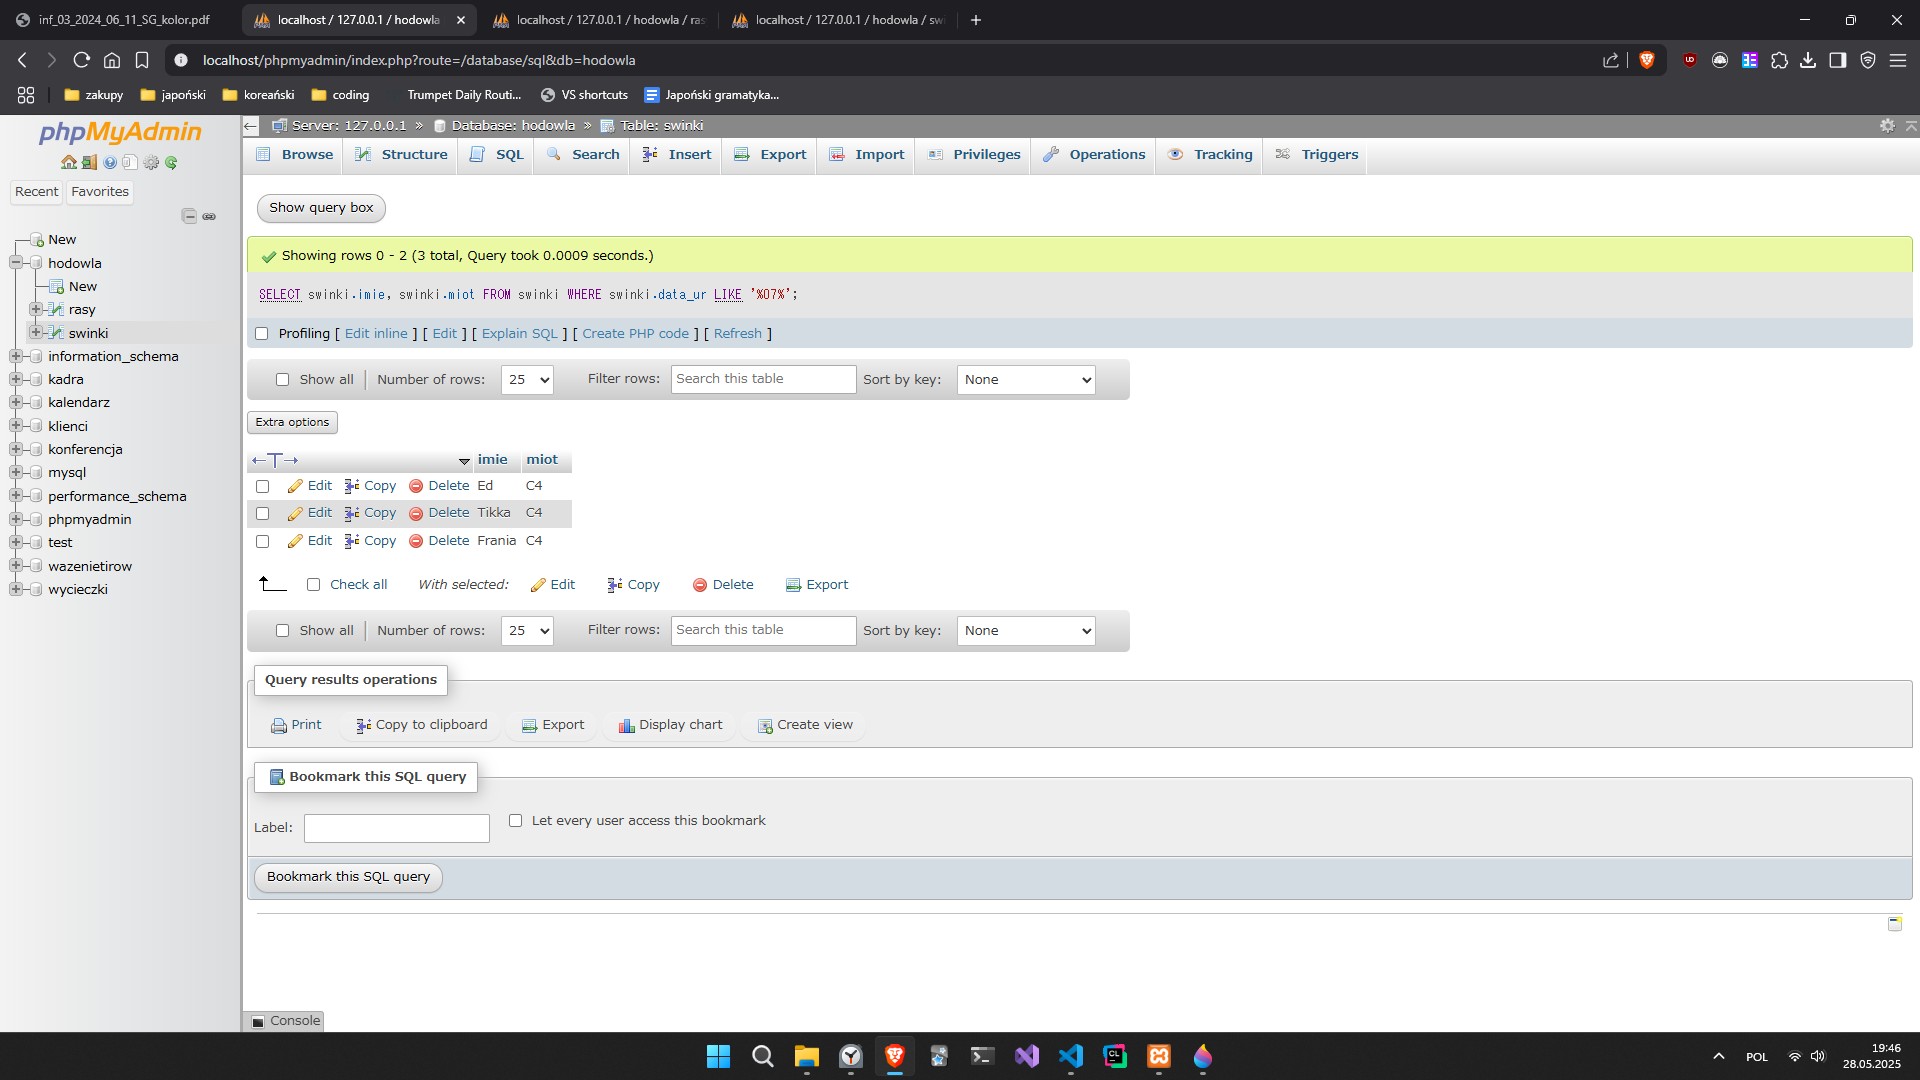 inf_03_2024_06_11_SG_kolor.pdf
localhost / 127.0.0.1 / hodowla
localhost / 127.0.0.1 / hodowla / ras
localhost / 127.0.0.1 / hodowla / swi
localhost/phpmyadmin/index.php?route=/database/sql&db=hodowla
zakupy
japoński
koreański
coding
Trumpet Daily Routi...
VS shortcuts
Japoński gramatyka...
phpMyAdmin
Recent
Favorites
New
hodowla
New
rasy
swinki
information_schema
kadra
kalendarz
klienci
konferencja
mysql
performance_schema
phpmyadmin
test
wazenietirow
wycieczki
Server: 127.0.0.1 » Database: hodowla » Table: swinki
Browse Structure SQL Search Insert Export Import Privileges Operations Tracking Triggers
Show query box
Showing rows 0 - 2 (3 total, Query took 0.0009 seconds.)
SELECT swinki.imie, swinki.miot FROM swinki WHERE swinki.data_ur LIKE '%07%';
Profiling [ Edit inline ] [ Edit ] [ Explain SQL ] [ Create PHP code ] [ Refresh ]
Show all Number of rows: 25 Filter rows: Search this table Sort by key: None
Extra options
imie miot
Edit Copy Delete Ed C4
Edit Copy Delete Tikka C4
Edit Copy Delete Frania C4
Check all With selected: Edit Copy Delete Export
Show all Number of rows: 25 Filter rows: Search this table Sort by key: None
Query results operations
Print Copy to clipboard Export Display chart Create view
Bookmark this SQL query
Label: Let every user access this bookmark
Bookmark this SQL query
Console
POL
19:46
28.05.2025